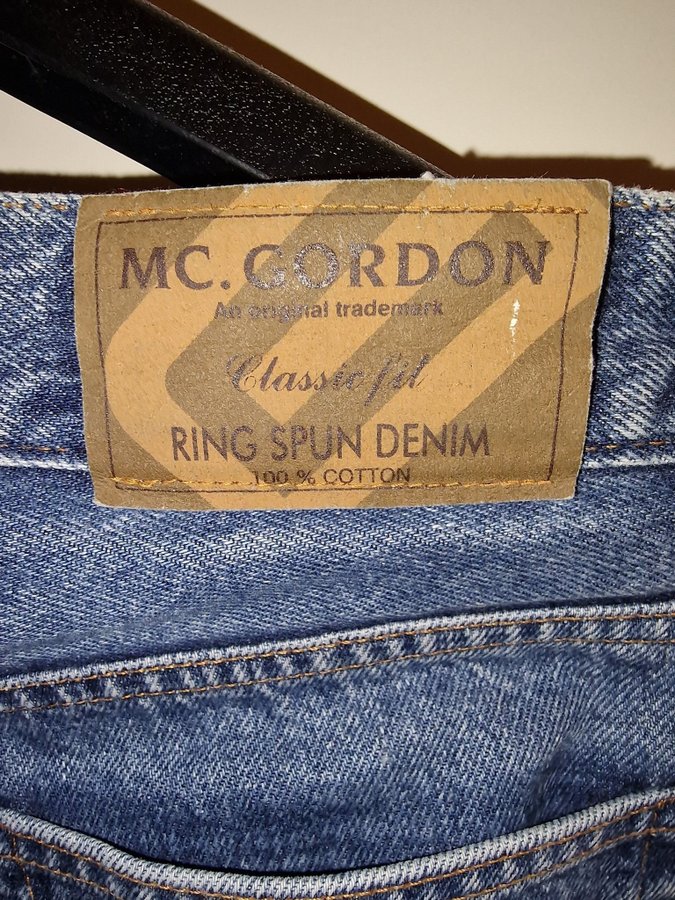 MC. GORDON
An original trademark
Classic fit
RING SPUN DENIM
100 % COTTON